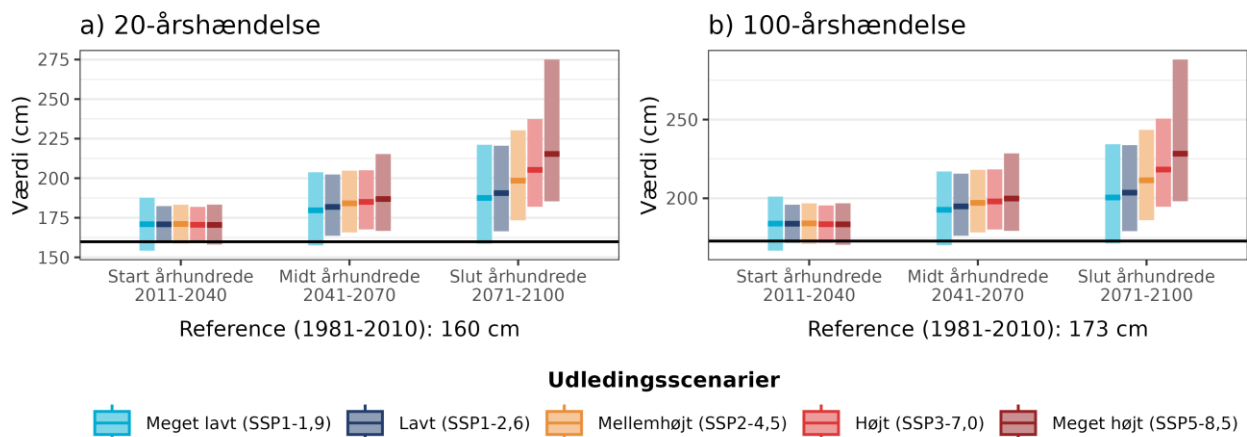 a) 20-årshændelse
Værdi (cm)
275
250
225
200
175
150
Start århundrede
2011-2040
Midt århundrede
2041-2070
Slut århundrede
2071-2100
Reference (1981-2010): 160 cm
b) 100-årshændelse
Værdi (cm)
250
200
Start århundrede
2011-2040
Midt århundrede
2041-2070
Slut århundrede
2071-2100
Reference (1981-2010): 173 cm
Udledingsscenarier
Meget lavt (SSP1-1,9)
Lavt (SSP1-2,6)
Mellemhøjt (SSP2-4,5)
Højt (SSP3-7,0)
Meget højt (SSP5-8,5)